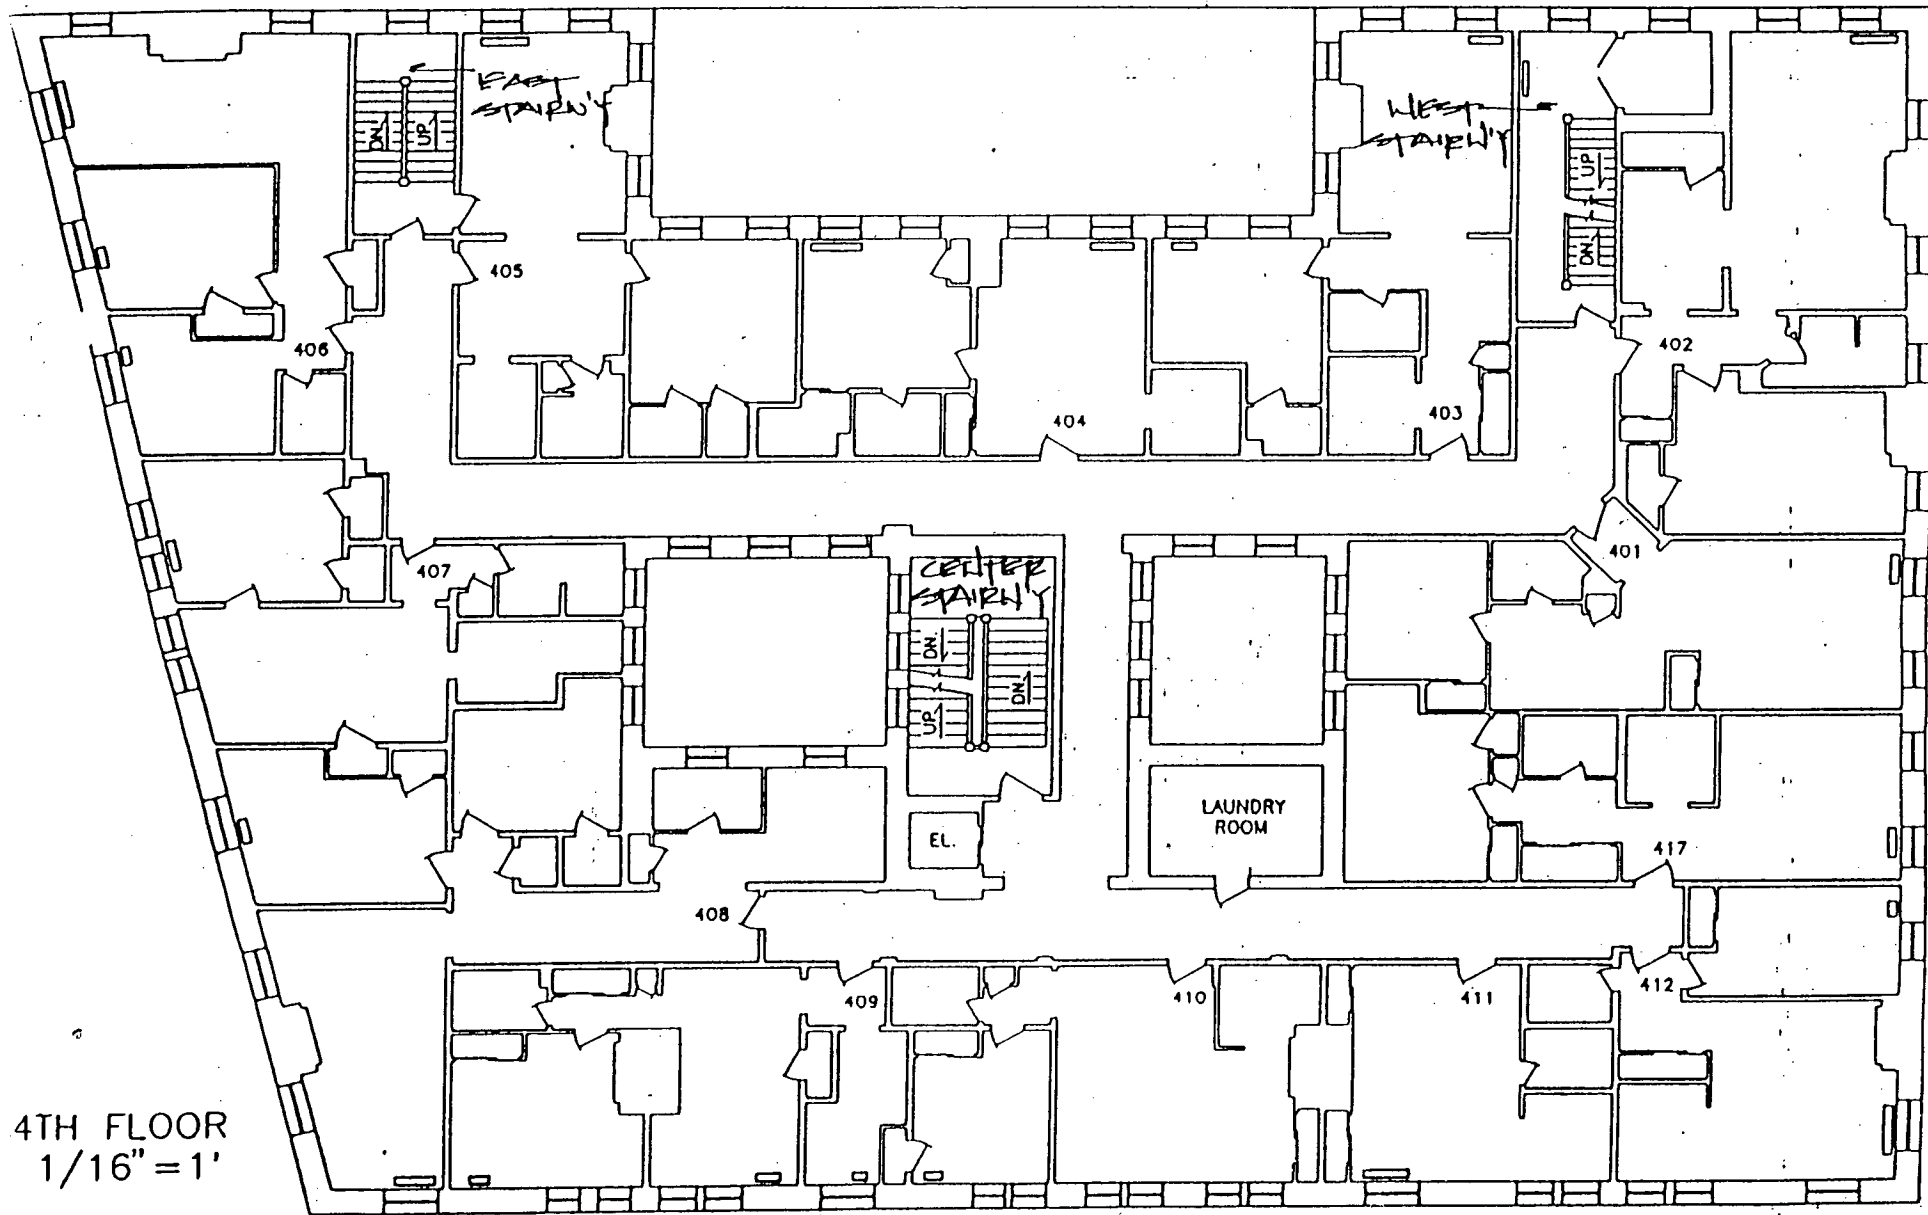 EAST
STAIRW'Y
DN.
UP
WEST
STAIRW'Y
UP
DN.
405
406
402
404
403
401
407
CENTER
STAIRW'Y
DN.
DN.
UP
LAUNDRY
ROOM
EL.
417
408
409
410
411
412
4TH FLOOR
1/16"=1'